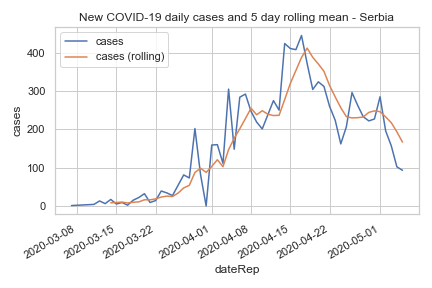 New COVID-19 daily cases and 5 day rolling mean - Serbia
cases
cases (rolling)
400
300
200
100
0
cases
2020-03-08
2020-03-15
2020-03-22
2020-04-01
2020-04-08
2020-04-15
2020-04-22
2020-05-01
dateRep